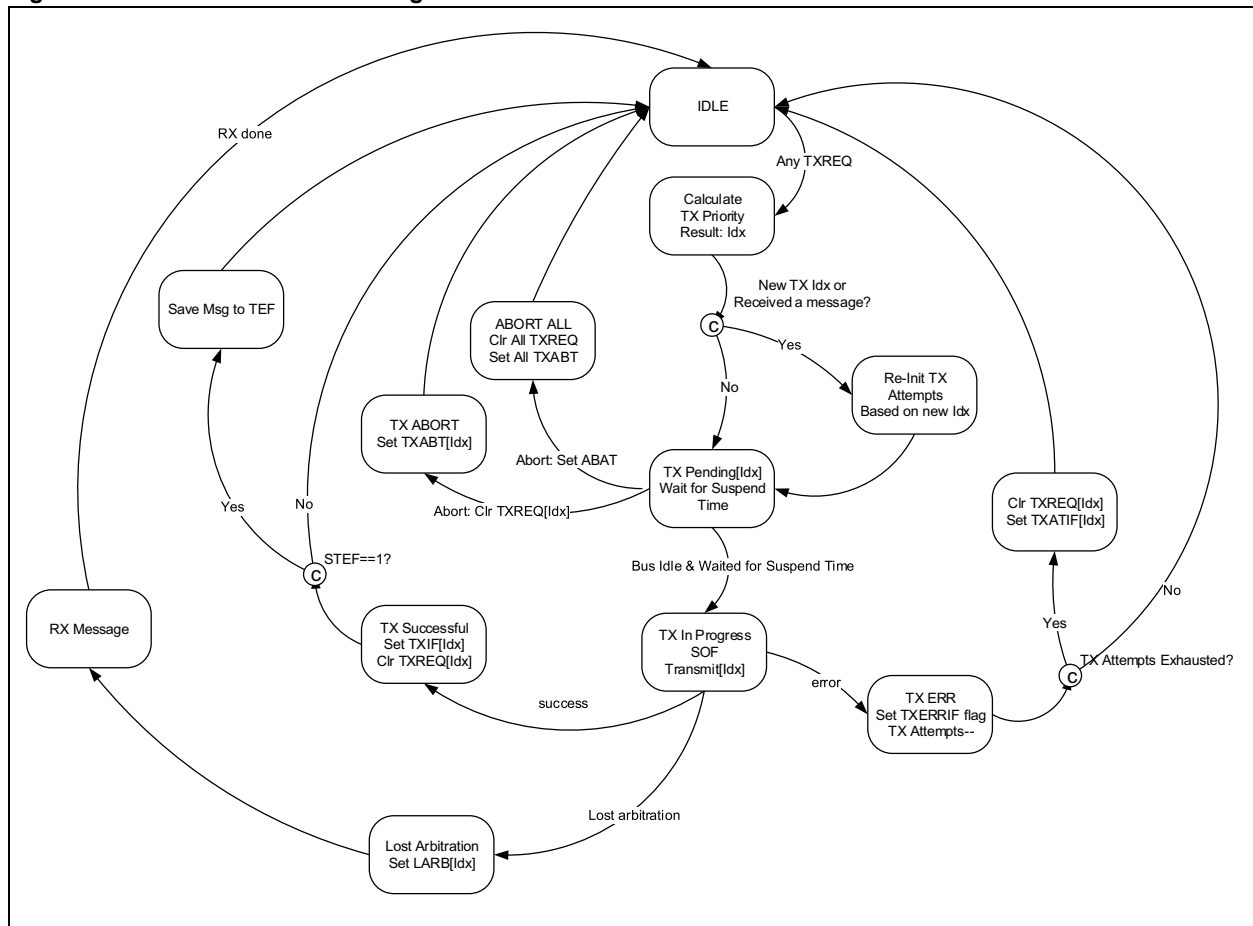 IDLE
RX done
Any TXREQ
Calculate
TX Priority
Result: Idx
Save Msg to TEF
New TX Idx or
Received a message?
ABORT ALL
Clr All TXREQ
Set All TXABT
C
Yes
Re-Init TX
Attempts
Based on new Idx
No
TX ABORT
Set TXABT[Idx]
Abort: Set ABAT
TX Pending[Idx]
Wait for Suspend
Time
Abort: Clr TXREQ[Idx]
Yes
No
Clr TXREQ[Idx]
Set TXATIF[Idx]
STEF==1?
C
Bus Idle & Waited for Suspend Time
No
RX Message
TX Successful
Set TXIF[Idx]
Clr TXREQ[Idx]
TX In Progress
SOF
Transmit[Idx]
Yes
TX Attempts Exhausted?
C
error
TX ERR
Set TXERRIF flag
TX Attempts--
success
Lost arbitration
Lost Arbitration
Set LARB[Idx]